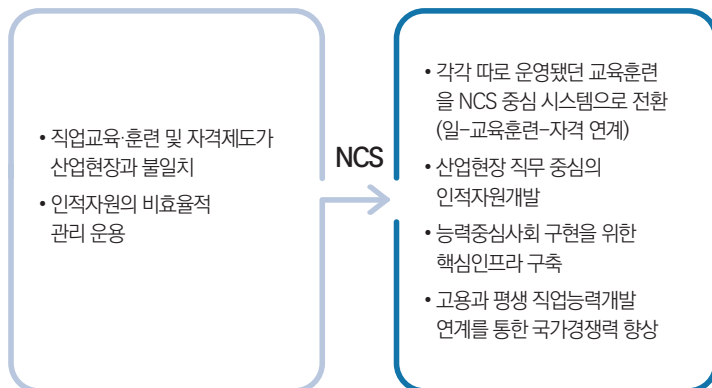 • 직업교육·훈련 및 자격제도가
산업현장과 불일치
• 인적자원의 비효율적
관리 운용
NCS
• 각각 따로 운영됐던 교육훈련
을 NCS 중심 시스템으로 전환
(일-교육훈련-자격 연계)
• 산업현장 직무 중심의
인적자원개발
• 능력중심사회 구현을 위한
핵심인프라 구축
• 고용과 평생 직업능력개발
연계를 통한 국가경쟁력 향상